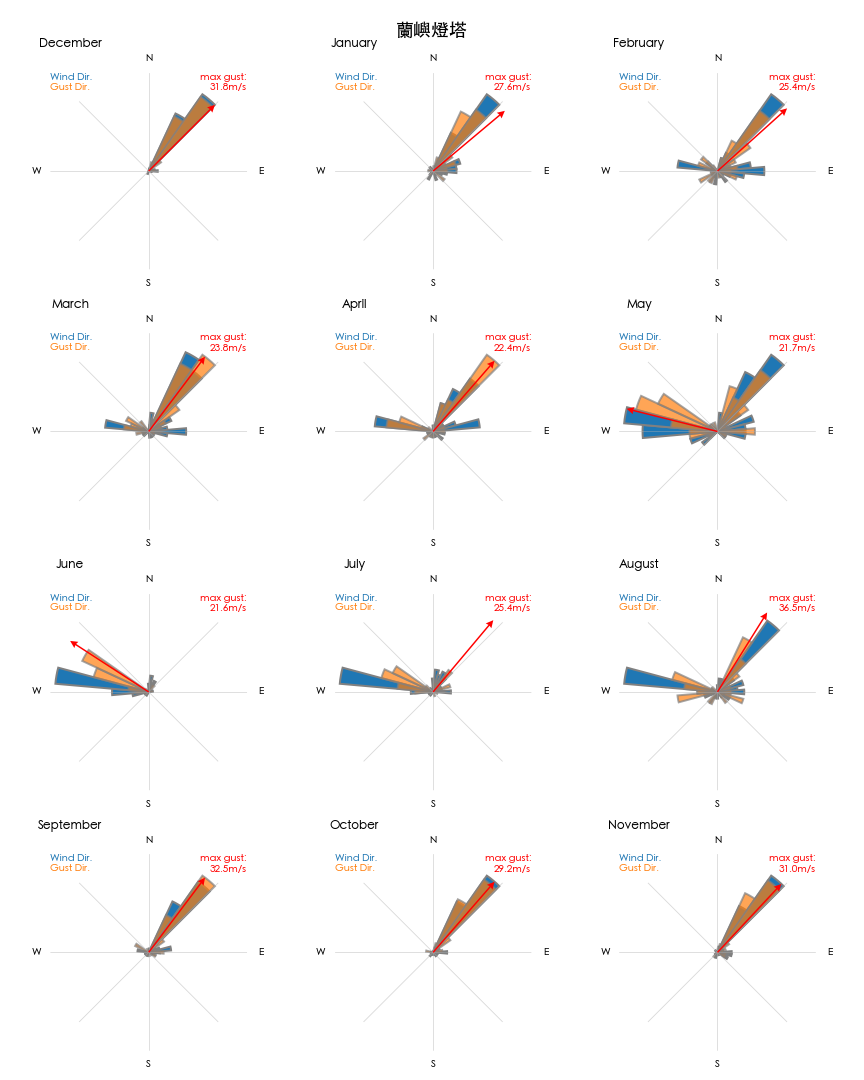 蘭嶼燈塔
December
N
Wind Dir.
Gust Dir.
max gust:
31.8m/s
W
E
S
January
N
Wind Dir.
Gust Dir.
max gust:
27.6m/s
W
E
S
February
N
Wind Dir.
Gust Dir.
max gust:
25.4m/s
W
E
S
March
N
Wind Dir.
Gust Dir.
max gust:
23.8m/s
W
E
S
April
N
Wind Dir.
Gust Dir.
max gust:
22.4m/s
W
E
S
May
N
Wind Dir.
Gust Dir.
max gust:
21.7m/s
W
E
S
June
N
Wind Dir.
Gust Dir.
max gust:
21.6m/s
W
E
S
July
N
Wind Dir.
Gust Dir.
max gust:
25.4m/s
W
E
S
August
N
Wind Dir.
Gust Dir.
max gust:
36.5m/s
W
E
S
September
N
Wind Dir.
Gust Dir.
max gust:
32.5m/s
W
E
S
October
N
Wind Dir.
Gust Dir.
max gust:
29.2m/s
W
E
S
November
N
Wind Dir.
Gust Dir.
max gust:
31.0m/s
W
E
S